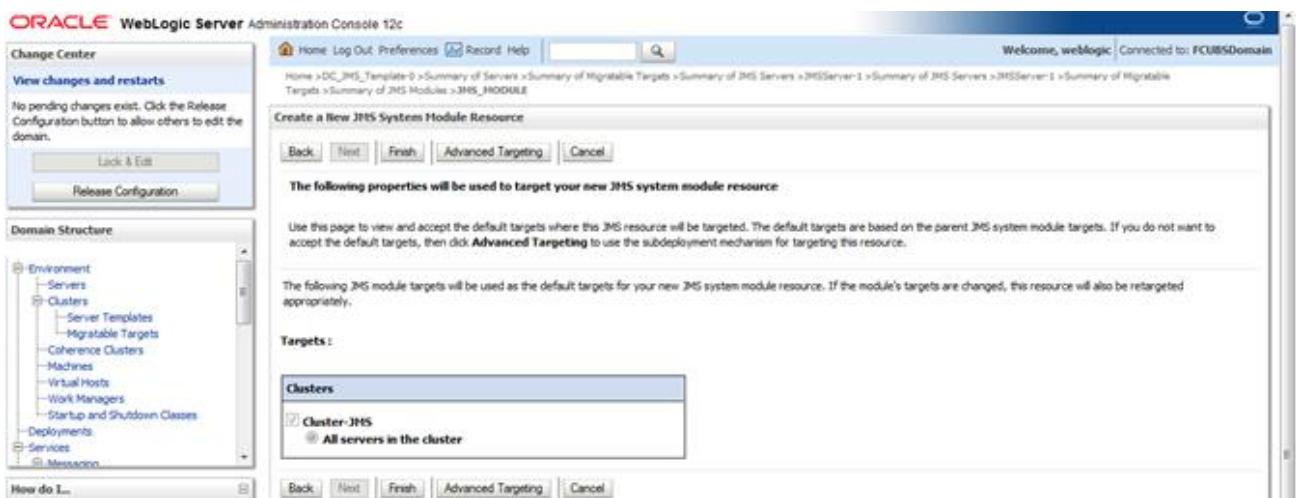 ORACLE WebLogic Server Administration Console 12c
Change Center
View changes and restarts
No pending changes exist. Click the Release
Configuration button to allow others to edit the
domain.
Lock & Edit
Release Configuration
Domain Structure
Environment
Servers
Clusters
Server Templates
Migratable Targets
Coherence Clusters
Machines
Virtual Hosts
Work Managers
Startup and Shutdown Classes
Deployments
Services
Messaging
How do I...
Home Log Out Preferences Record Help
Welcome, weblogic Connected to: FCUBSDomain
Home >DC_JMS_Template-0 >Summary of Servers >Summary of Migratable Targets >Summary of JMS Servers >JMSServer-1 >Summary of JMS Servers >JMSServer-1 >Summary of Migratable
Targets >Summary of JMS Modules >JMS_MODULE
Create a New JMS System Module Resource
Back Next Finish Advanced Targeting Cancel
The following properties will be used to target your new JMS system module resource
Use this page to view and accept the default targets where this JMS resource will be targeted. The default targets are based on the parent JMS system module targets. If you do not want to
accept the default targets, then click Advanced Targeting to use the subdeployment mechanism for targeting this resource.
The following JMS module targets will be used as the default targets for your new JMS system module resource. If the module's targets are changed, this resource will also be retargeted
appropriately.
Targets :
Clusters
Cluster-JMS
All servers in the cluster
Back Next Finish Advanced Targeting Cancel